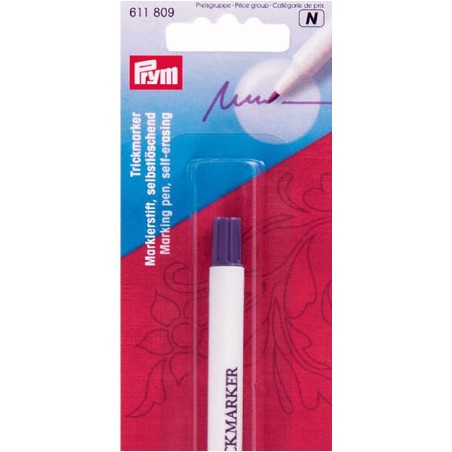 611 809
Preisgruppe · Price group · Catégorie de prix
N
Prym
Trickmarker
Markierstift, selbstlöschend
Marking pen, self-erasing
CKMARKER